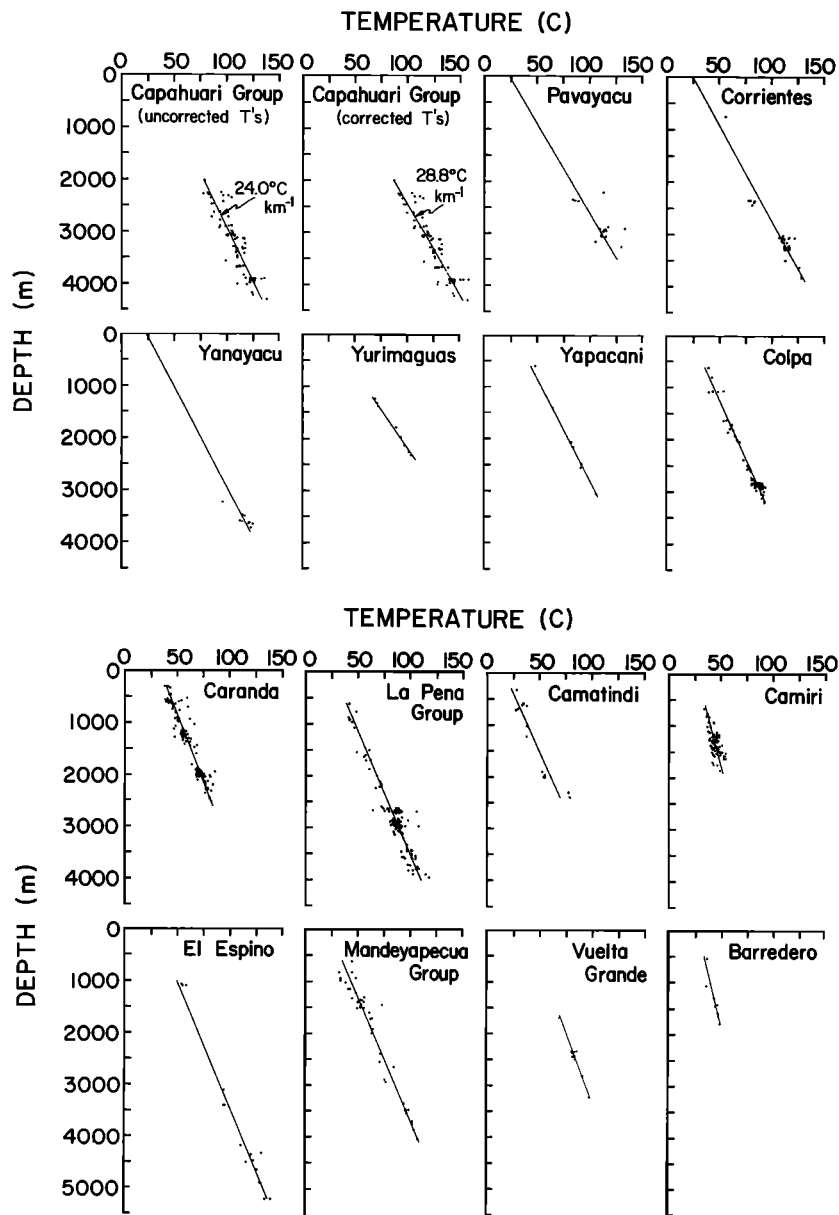 TEMPERATURE (C)
0 50 100 150 0 50 100 150 0 50 100 150 0 50 100 150
0
1000
2000
3000
4000
Capahuari Group
(uncorrected T's)
24.0°C
km⁻¹
Capahuari Group
(corrected T's)
28.8°C
km⁻¹
Pavayacu
Corrientes
DEPTH (m)
0
1000
2000
3000
4000
Yanayacu
Yurimaguas
Yapacani
Colpa
TEMPERATURE (C)
0 50 100 150 0 50 100 150 0 50 100 150 0 50 100 150
0
1000
2000
3000
4000
Caranda
La Pena
Group
Camatindi
Camiri
DEPTH (m)
0
1000
2000
3000
4000
5000
El Espino
Mandeyapecua
Group
Vuelta
Grande
Barredero